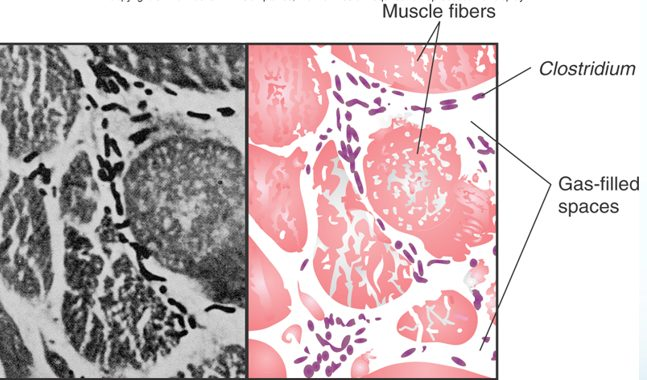 Muscle fibers
Clostridium
Gas-filled
spaces